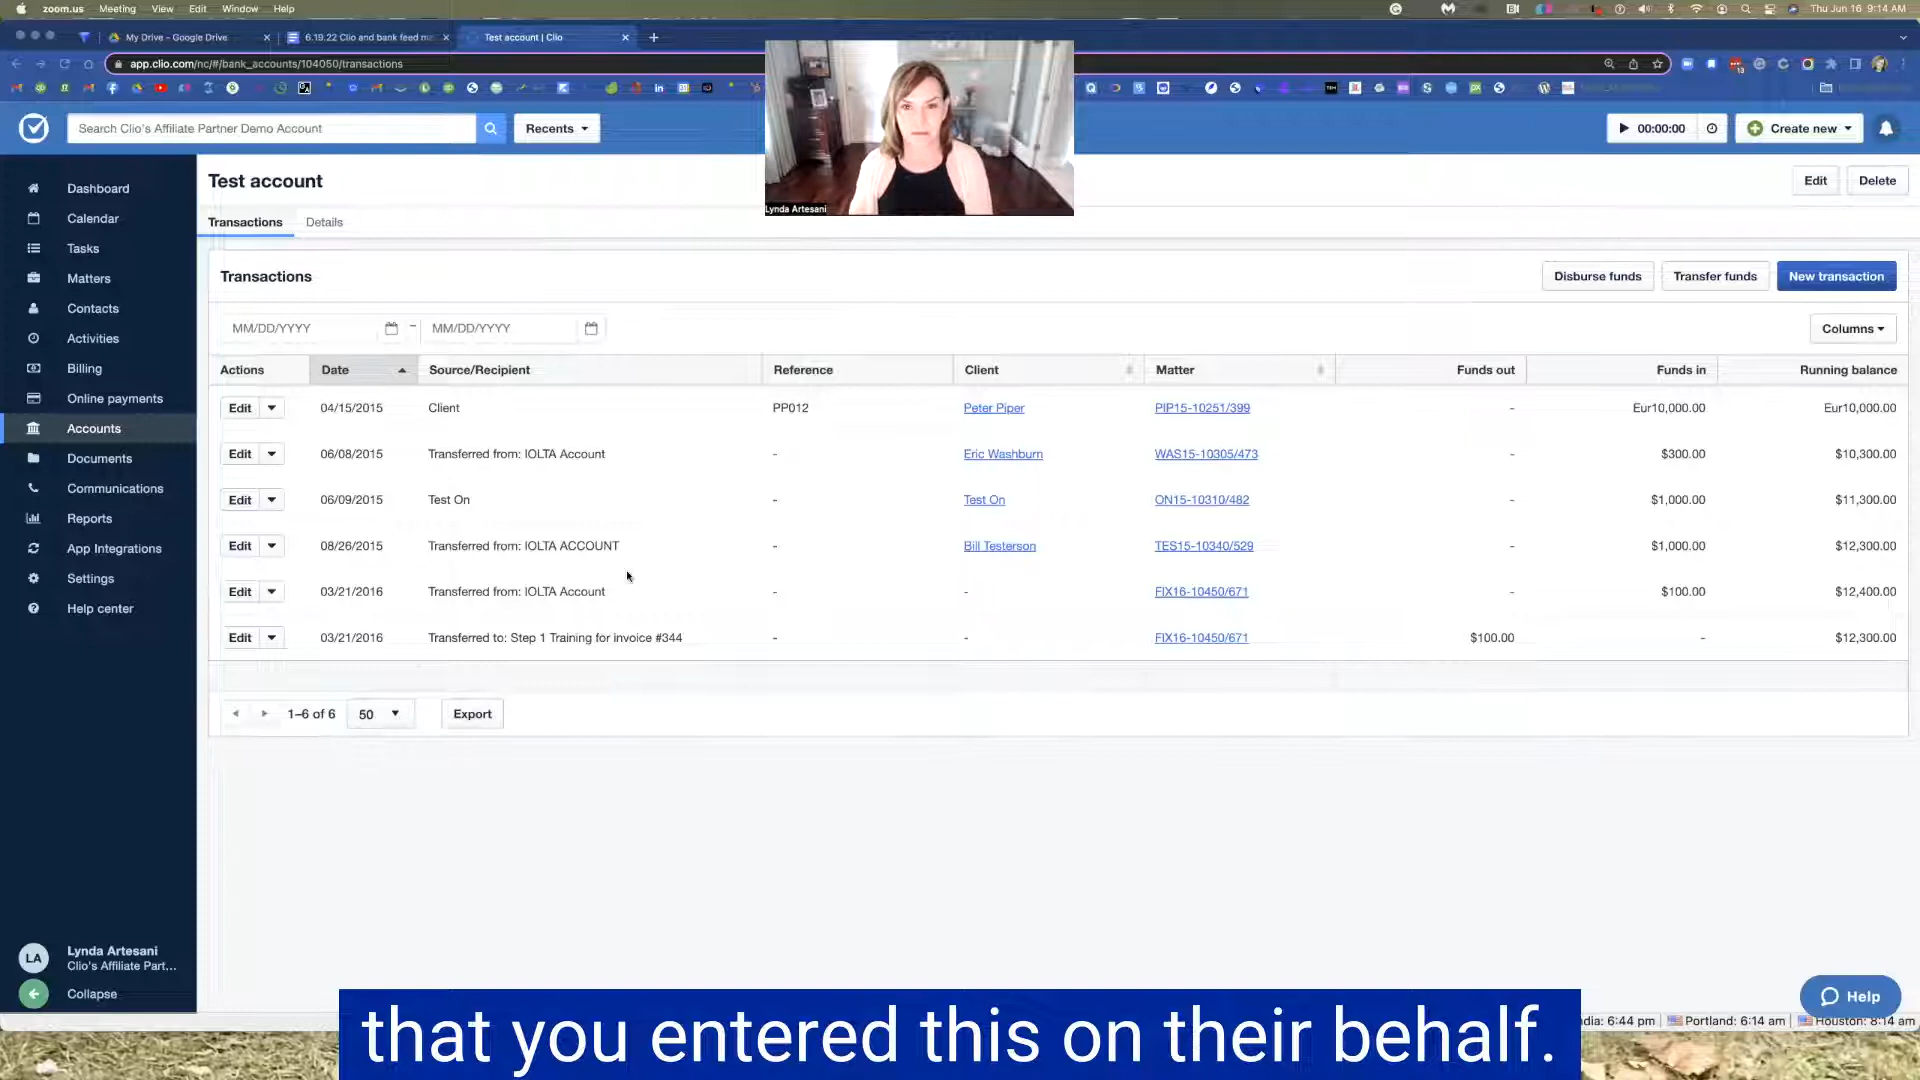 zoom.us Meeting View Edit Window Help
Thu Jun 16 9:14 AM
My Drive - Google Drive
6.19.22 Clio and bank feed ma
Test account | Clio
app.clio.com/nc/#/bank_accounts/104050/transactions
Search Clio's Affiliate Partner Demo Account
Recents
00:00:00
Create new
Lynda Artesani
Dashboard
Calendar
Tasks
Matters
Contacts
Activities
Billing
Online payments
Accounts
Documents
Communications
Reports
App Integrations
Settings
Help center
LA
Lynda Artesani
Clio's Affiliate Part...
Collapse
Test account
Edit
Delete
Transactions
Details
Transactions
Disburse funds
Transfer funds
New transaction
MM/DD/YYYY – MM/DD/YYYY
Columns
Actions Date Source/Recipient Reference Client Matter Funds out Funds in Running balance
Edit 04/15/2015 Client PP012 Peter Piper PIP15-10251/399 - Eur10,000.00 Eur10,000.00
Edit 06/08/2015 Transferred from: IOLTA Account - Eric Washburn WAS15-10305/473 - $300.00 $10,300.00
Edit 06/09/2015 Test On - Test On ON15-10310/482 - $1,000.00 $11,300.00
Edit 08/26/2015 Transferred from: IOLTA ACCOUNT - Bill Testerson TES15-10340/529 - $1,000.00 $12,300.00
Edit 03/21/2016 Transferred from: IOLTA Account - - FIX16-10450/671 - $100.00 $12,400.00
Edit 03/21/2016 Transferred to: Step 1 Training for invoice #344 - - FIX16-10450/671 $100.00 - $12,300.00
1–6 of 6
50
Export
Help
dia: 6:44 pm Portland: 6:14 am Houston: 8:14 am
that you entered this on their behalf.